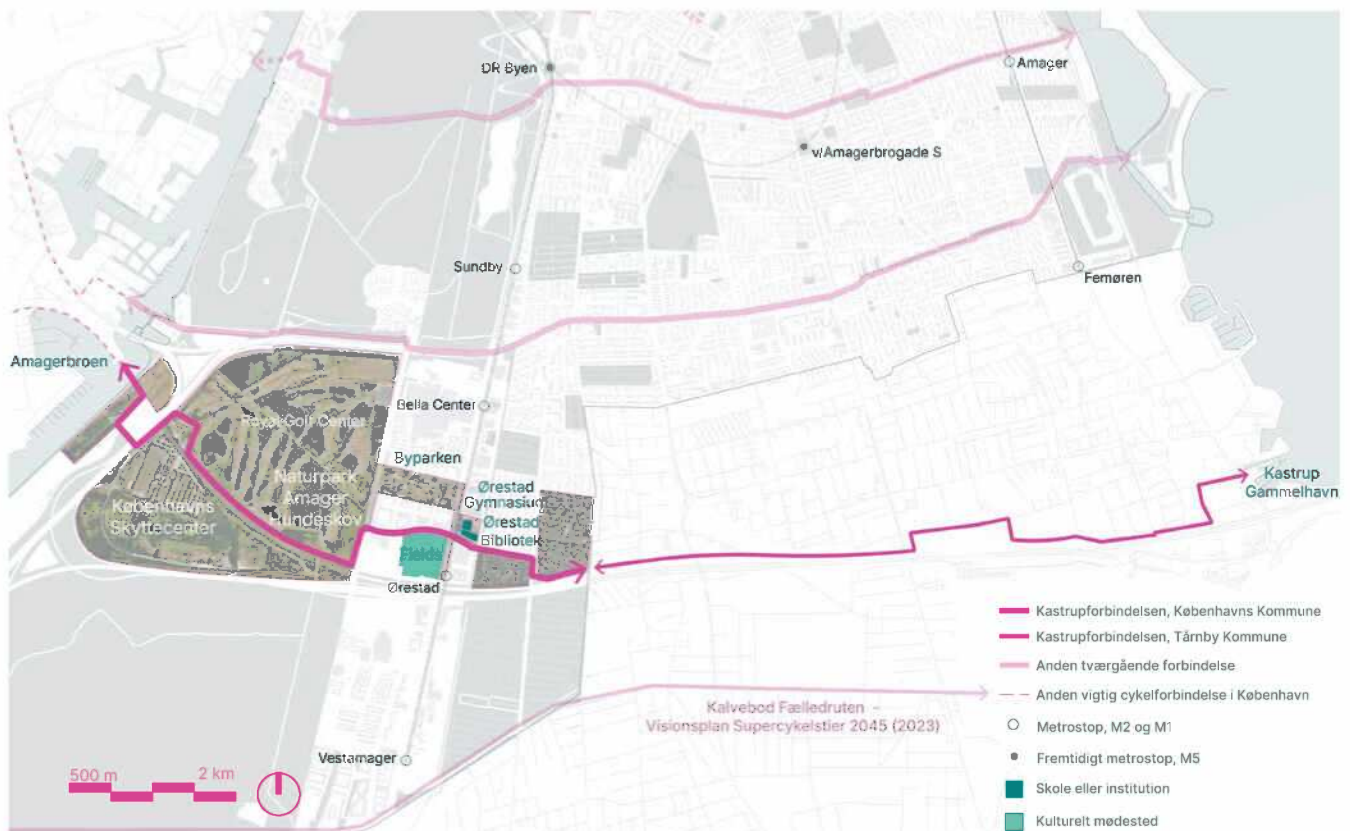 DR Byen
Amager
v/Amagerbrogade S
Sundby
Femøren
Amagerbroen
Royal Golf Center
Bella Center
Byparken
Naturpark
Amager
Hundeskov
Københavns
Skyttecenter
Ørestad
Gymnasium
Ørestad
Bibliotek
Fields
Ørestad
Kastrup
Gammelhavn
Kastrupforbindelsen, Københavns Kommune
Kastrupforbindelsen, Tårnby Kommune
Anden tværgående forbindelse
Anden vigtig cykelforbindelse i København
Metrostop, M2 og M1
Fremtidigt metrostop, M5
Skole eller institution
Kulturelt mødested
Kalvebod Fælledruten –
Visionsplan Supercykelstier 2045 (2023)
Vestamager
500 m
2 km